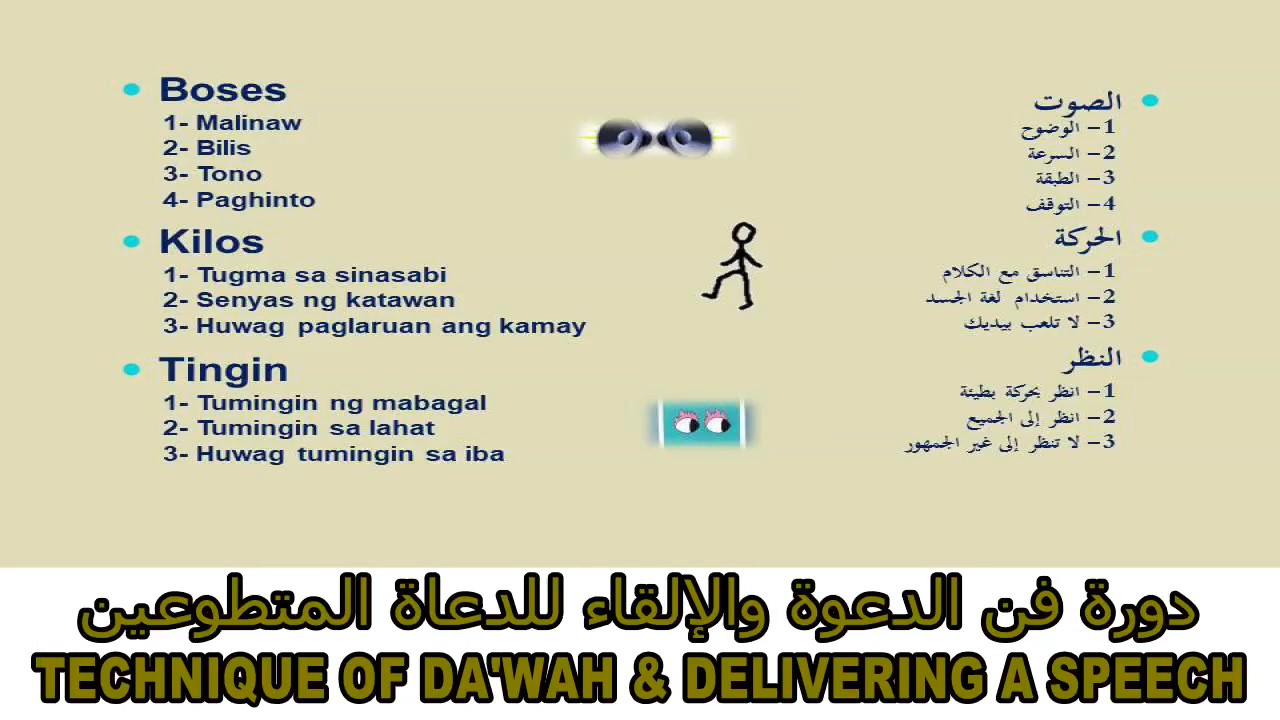 Boses
1- Malinaw
2- Bilis
3- Tono
4- Paghinto
Kilos
1- Tugma sa sinasabi
2- Senyas ng katawan
3- Huwag paglaruan ang kamay
Tingin
1- Tumingin ng mabagal
2- Tumingin sa lahat
3- Huwag tumingin sa iba
الصوت
1- الوضوح
2- السرعة
3- الطبقة
4- التوقف
الحركة
1- التناسق مع الكلام
2- استخدام لغة الجسد
3- لا تلعب بيديك
النظر
1- انظر بحركة بطيئة
2- انظر إلى الجميع
3- لا تنظر إلى غير الجمهور
دورة فن الدعوة والإلقاء للدعاة المتطوعين
TECHNIQUE OF DA'WAH & DELIVERING A SPEECH